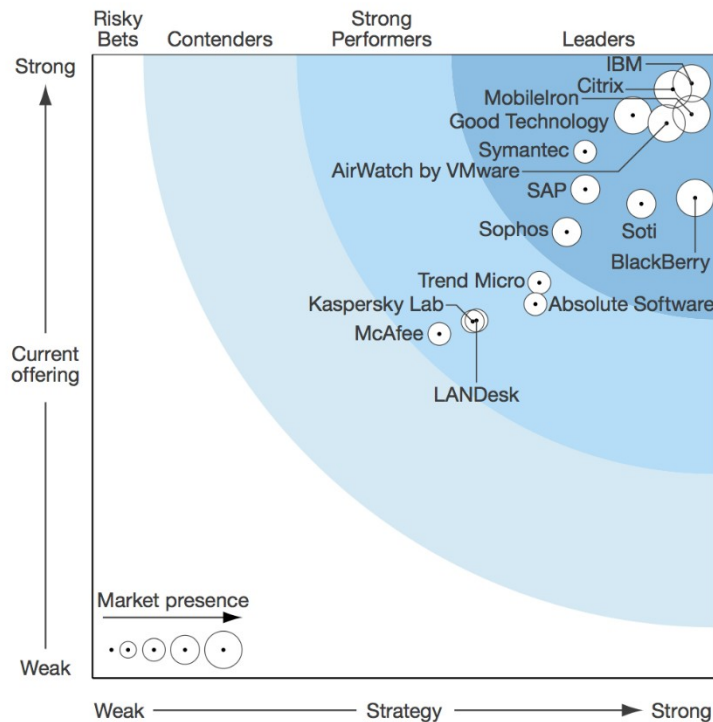 Risky
Bets
Contenders
Strong
Performers
Leaders
Strong
IBM
Citrix
MobileIron
Good Technology
Symantec
AirWatch by VMware
SAP
Sophos
Soti
BlackBerry
Trend Micro
Kaspersky Lab
Absolute Software
McAfee
LANDesk
Current
offering
Market presence
Weak
Weak
Strategy
Strong